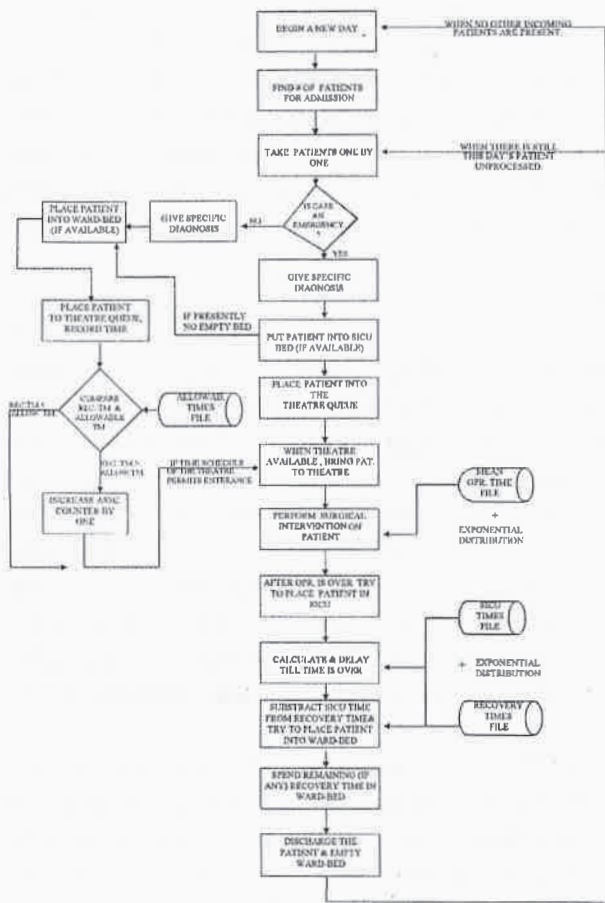 BEGIN A NEW DAY
WHEN NO OTHER INCOMING
PATIENTS ARE PRESENT.
FIND # OF PATIENTS
FOR ADMISSION
TAKE PATIENTS ONE BY
ONE
WHEN THERE IS STILL
THIS DAY'S PATIENT
UNPROCESSED.
IS CASE
AN
EMERGENCY
?
NO
YES
GIVE SPECIFIC
DIAGNOSIS
PLACE PATIENT
INTO WARD-BED
(IF AVAILABLE)
GIVE SPECIFIC
DIAGNOSIS
IF PRESENTLY
NO EMPTY BED
PUT PATIENT INTO SICU
BED (IF AVAILABLE)
PLACE PATIENT
TO THEATRE QUEUE,
RECORD TIME
PLACE PATIENT INTO
THE
THEATRE QUEUE
COMPARE
REC.TM &
ALLOWABLE
TM
ALLOWAB.
TIMES
FILE
IF TIME SCHEDULE
OF THE THEATRE
PERMITS ENTERANCE
WHEN THEATRE
AVAILABLE, BRING PAT.
TO THEATRE
INCREASE
COUNTER BY
ONE
PERFORM SURGICAL
INTERVENTION ON
PATIENT
MEAN
OPR. TIME
FILE
+
EXPONENTIAL
DISTRIBUTION
AFTER OPR. IS OVER TRY
TO PLACE PATIENT IN
SICU
SICU
TIMES
FILE
CALCULATE & DELAY
TILL TIME IS OVER
+ EXPONENTIAL
DISTRIBUTION
SUBSTRACT SICU TIME
FROM RECOVERY TIME&
TRY TO PLACE PATIENT
INTO WARD-BED
RECOVERY
TIMES
FILE
SPEND REMAINING (IF
ANY) RECOVERY TIME IN
WARD-BED
DISCHARGE THE
PATIENT & EMPTY
WARD-BED